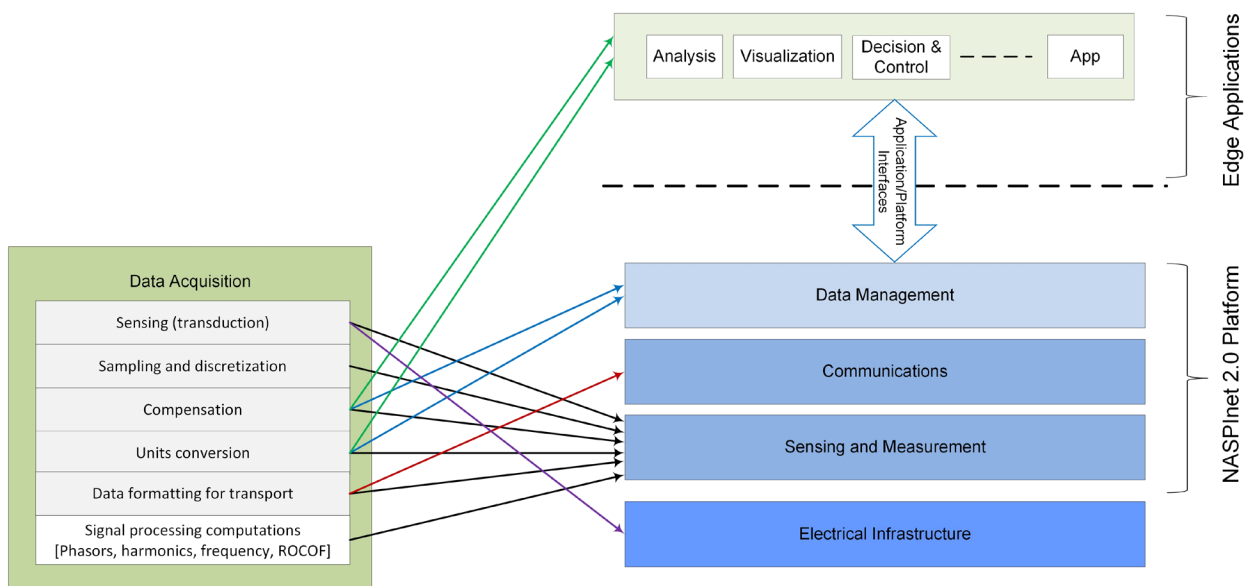 Analysis
Visualization
Decision &
Control
App
Edge Applications
Application/Platform
Interfaces
Data Acquisition
Sensing (transduction)
Sampling and discretization
Compensation
Units conversion
Data formatting for transport
Signal processing computations
[Phasors, harmonics, frequency, ROCOF]
Data Management
Communications
Sensing and Measurement
Electrical Infrastructure
NASPInet 2.0 Platform